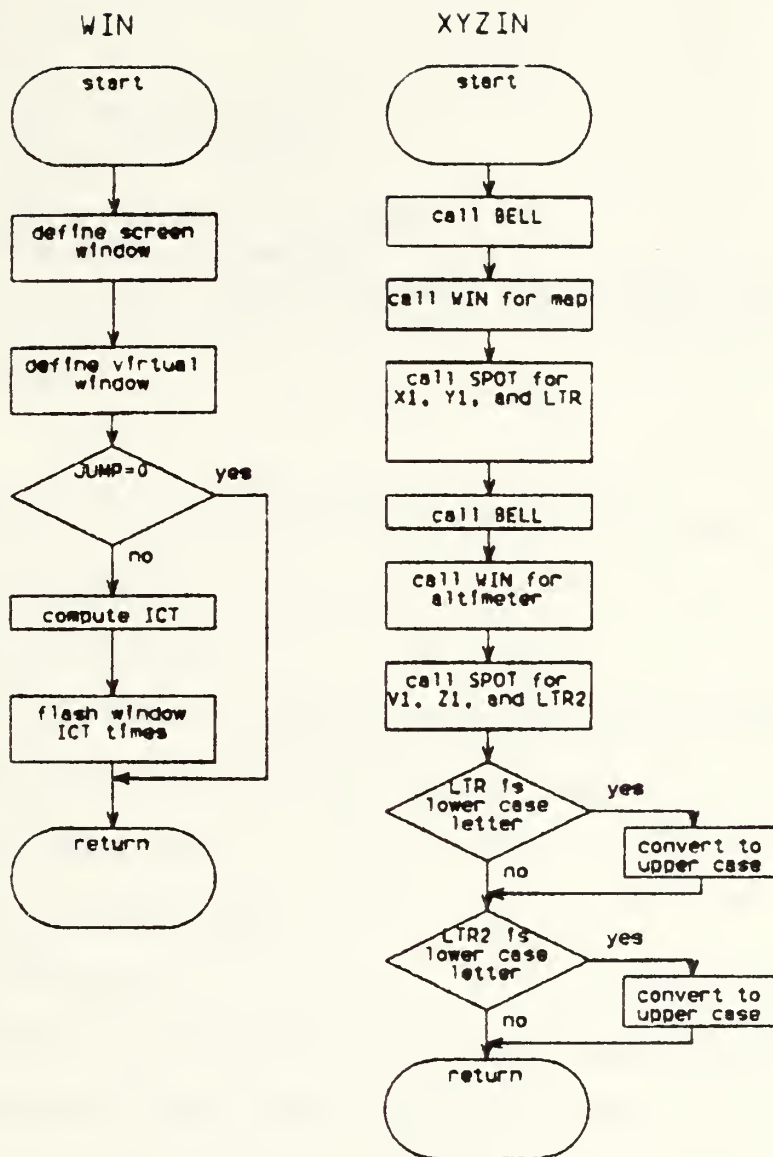 WIN
start
define screen
window
define virtual
window
JUMP=0
yes
no
compute ICT
flash window
ICT times
return
XYZIN
start
call BELL
call WIN for map
call SPOT for
X1, Y1, and LTR
call BELL
call WIN for
altimeter
call SPOT for
V1, Z1, and LTR2
LTR is
lower case
letter
yes
convert to
upper case
no
LTR2 is
lower case
letter
yes
convert to
upper case
no
return